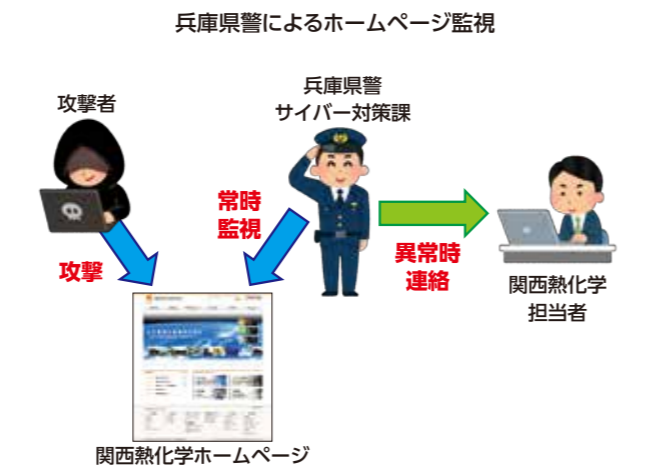 兵庫県警によるホームページ監視
攻撃者
兵庫県警
サイバー対策課
常時
監視
攻撃
異常時
連絡
関西熱化学
担当者
関西熱化学ホームページ